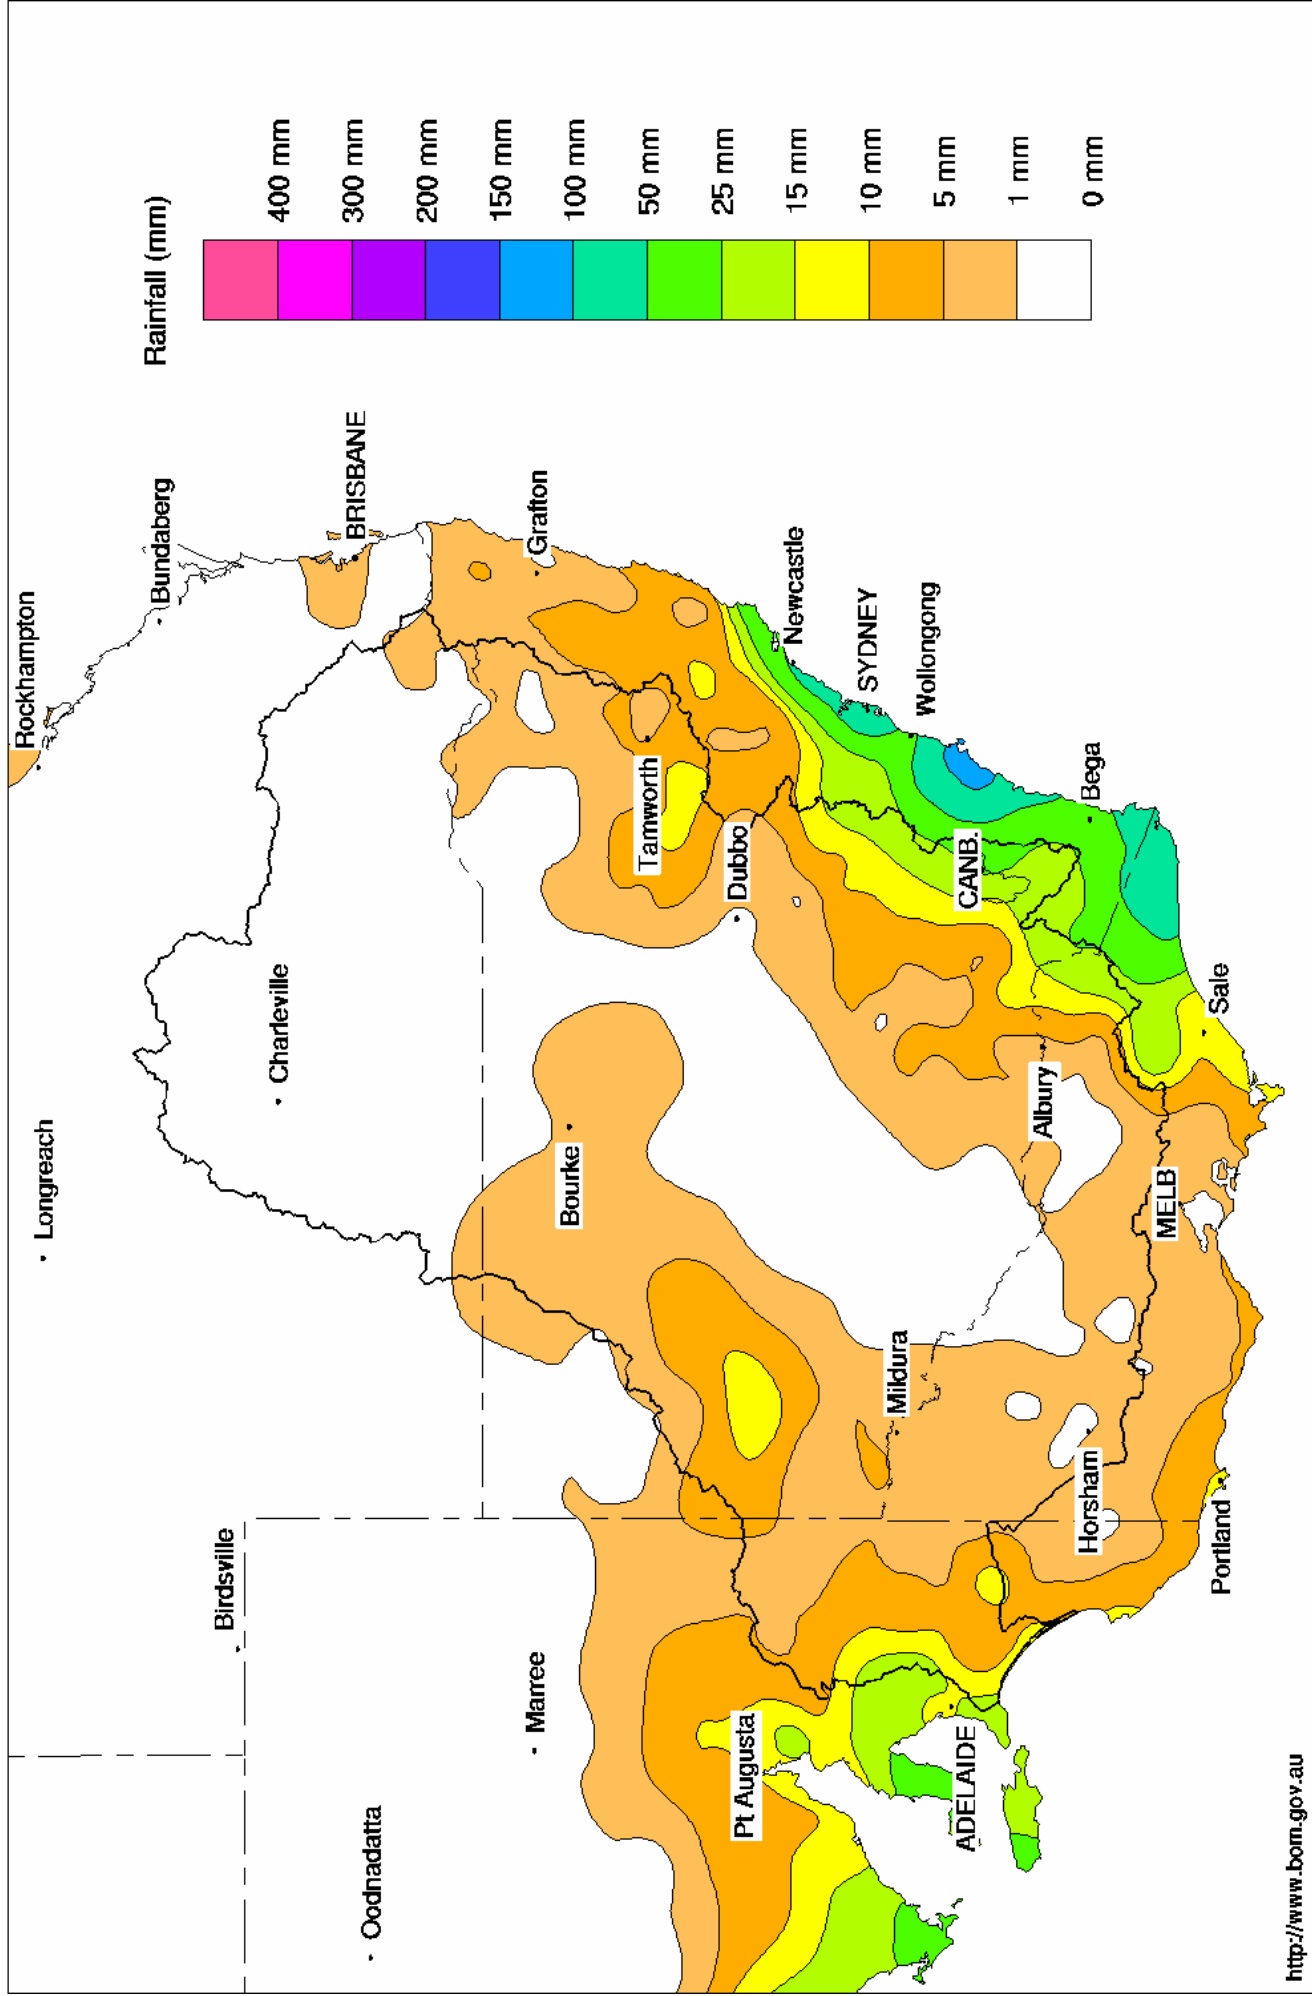 Rockhampton
Longreach
Bundaberg
Birdsville
Charleville
BRISBANE
Oodnadatta
Marree
Bourke
Grafton
Tamworth
Pt Augusta
Dubbo
Newcastle
Mildura
SYDNEY
ADELAIDE
CANB.
Wollongong
Albury
Horsham
Bega
MELB
Portland
Sale
Rainfall (mm)
400 mm
300 mm
200 mm
150 mm
100 mm
50 mm
25 mm
15 mm
10 mm
5 mm
1 mm
0 mm
http://www.bom.gov.au